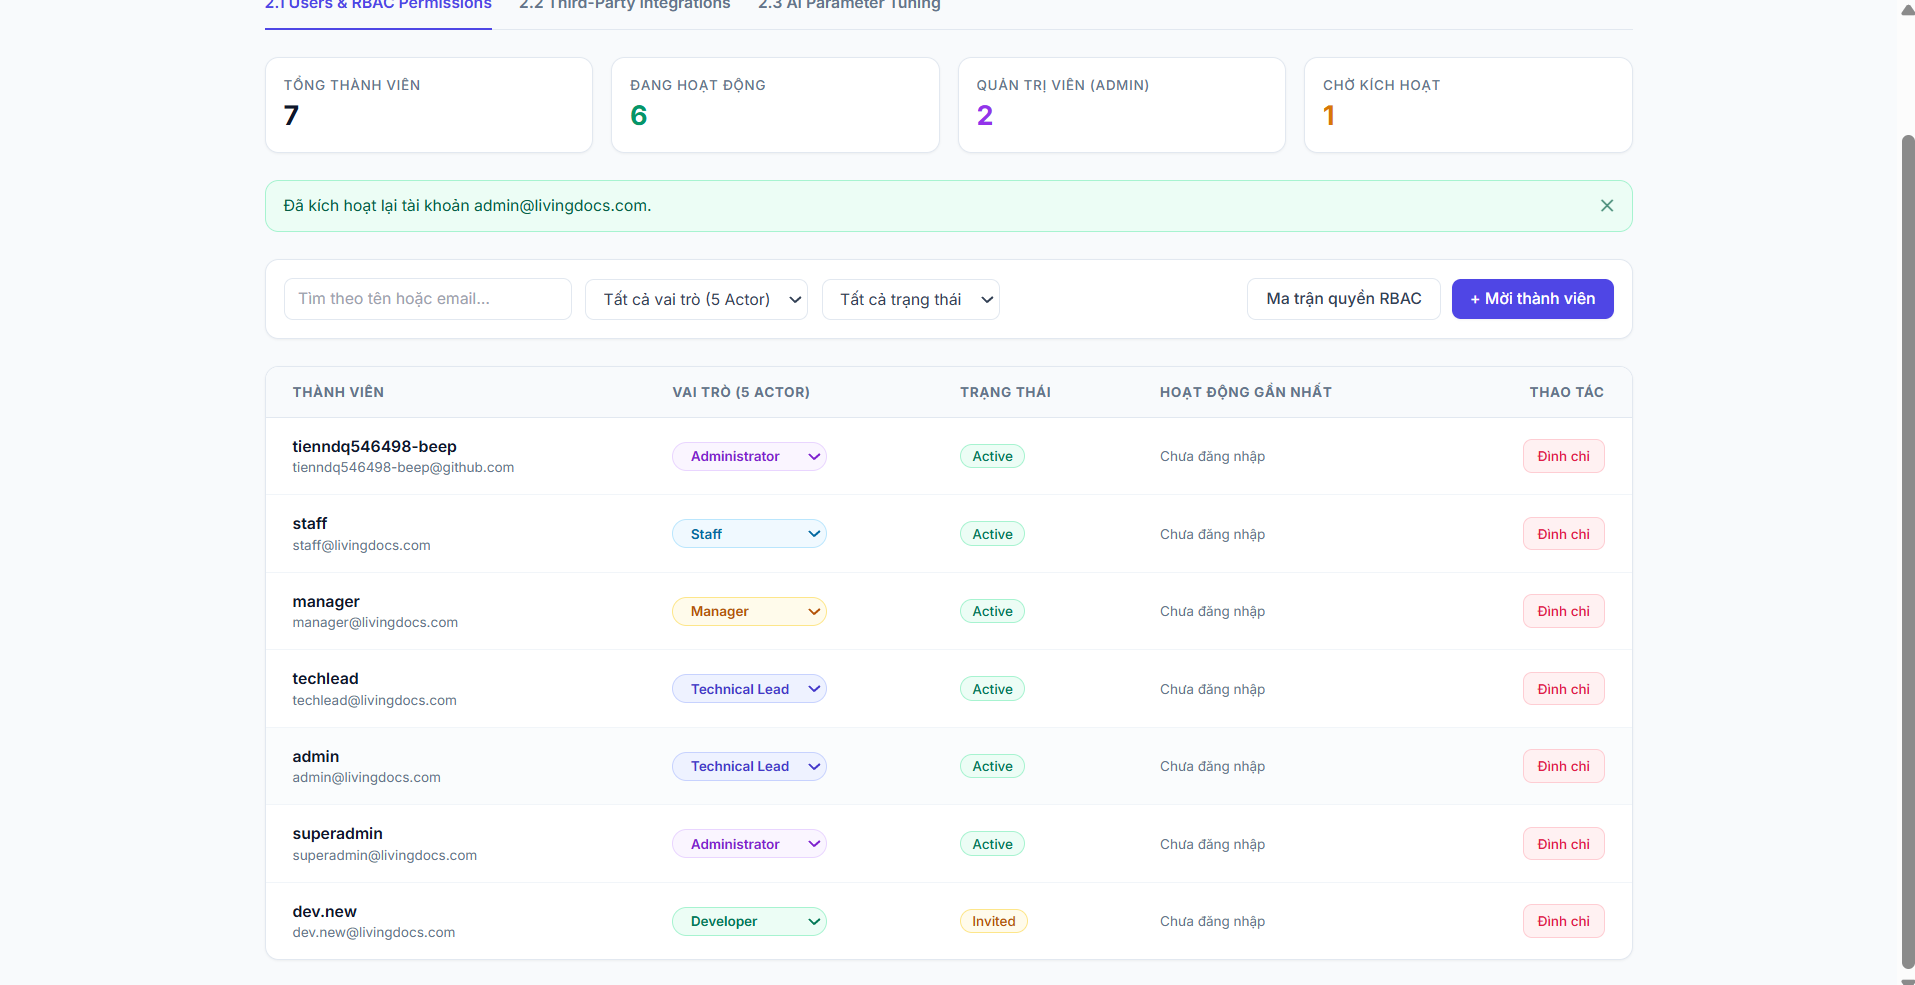 2.1 Users & RBAC Permissions 2.2 Third-Party Integrations 2.3 AI Parameter Tuning
TỔNG THÀNH VIÊN ĐANG HOẠT ĐỘNG QUẢN TRỊ VIÊN (ADMIN) CHỜ KÍCH HOẠT
7 6 2 1
Đã kích hoạt lại tài khoản admin@livingdocs.com.
Tìm theo tên hoặc email... Tất cả vai trò (5 Actor) Tất cả trạng thái Ma trận quyền RBAC + Mời thành viên
THÀNH VIÊN VAI TRÒ (5 ACTOR) TRẠNG THÁI HOẠT ĐỘNG GẦN NHẤT THAO TÁC
tienndq546498-beep
tienndq546498-beep@github.com
Administrator Active Chưa đăng nhập Đình chỉ
staff
staff@livingdocs.com
Staff Active Chưa đăng nhập Đình chỉ
manager
manager@livingdocs.com
Manager Active Chưa đăng nhập Đình chỉ
techlead
techlead@livingdocs.com
Technical Lead Active Chưa đăng nhập Đình chỉ
admin
admin@livingdocs.com
Technical Lead Active Chưa đăng nhập Đình chỉ
superadmin
superadmin@livingdocs.com
Administrator Active Chưa đăng nhập Đình chỉ
dev.new
dev.new@livingdocs.com
Developer Invited Chưa đăng nhập Đình chỉ